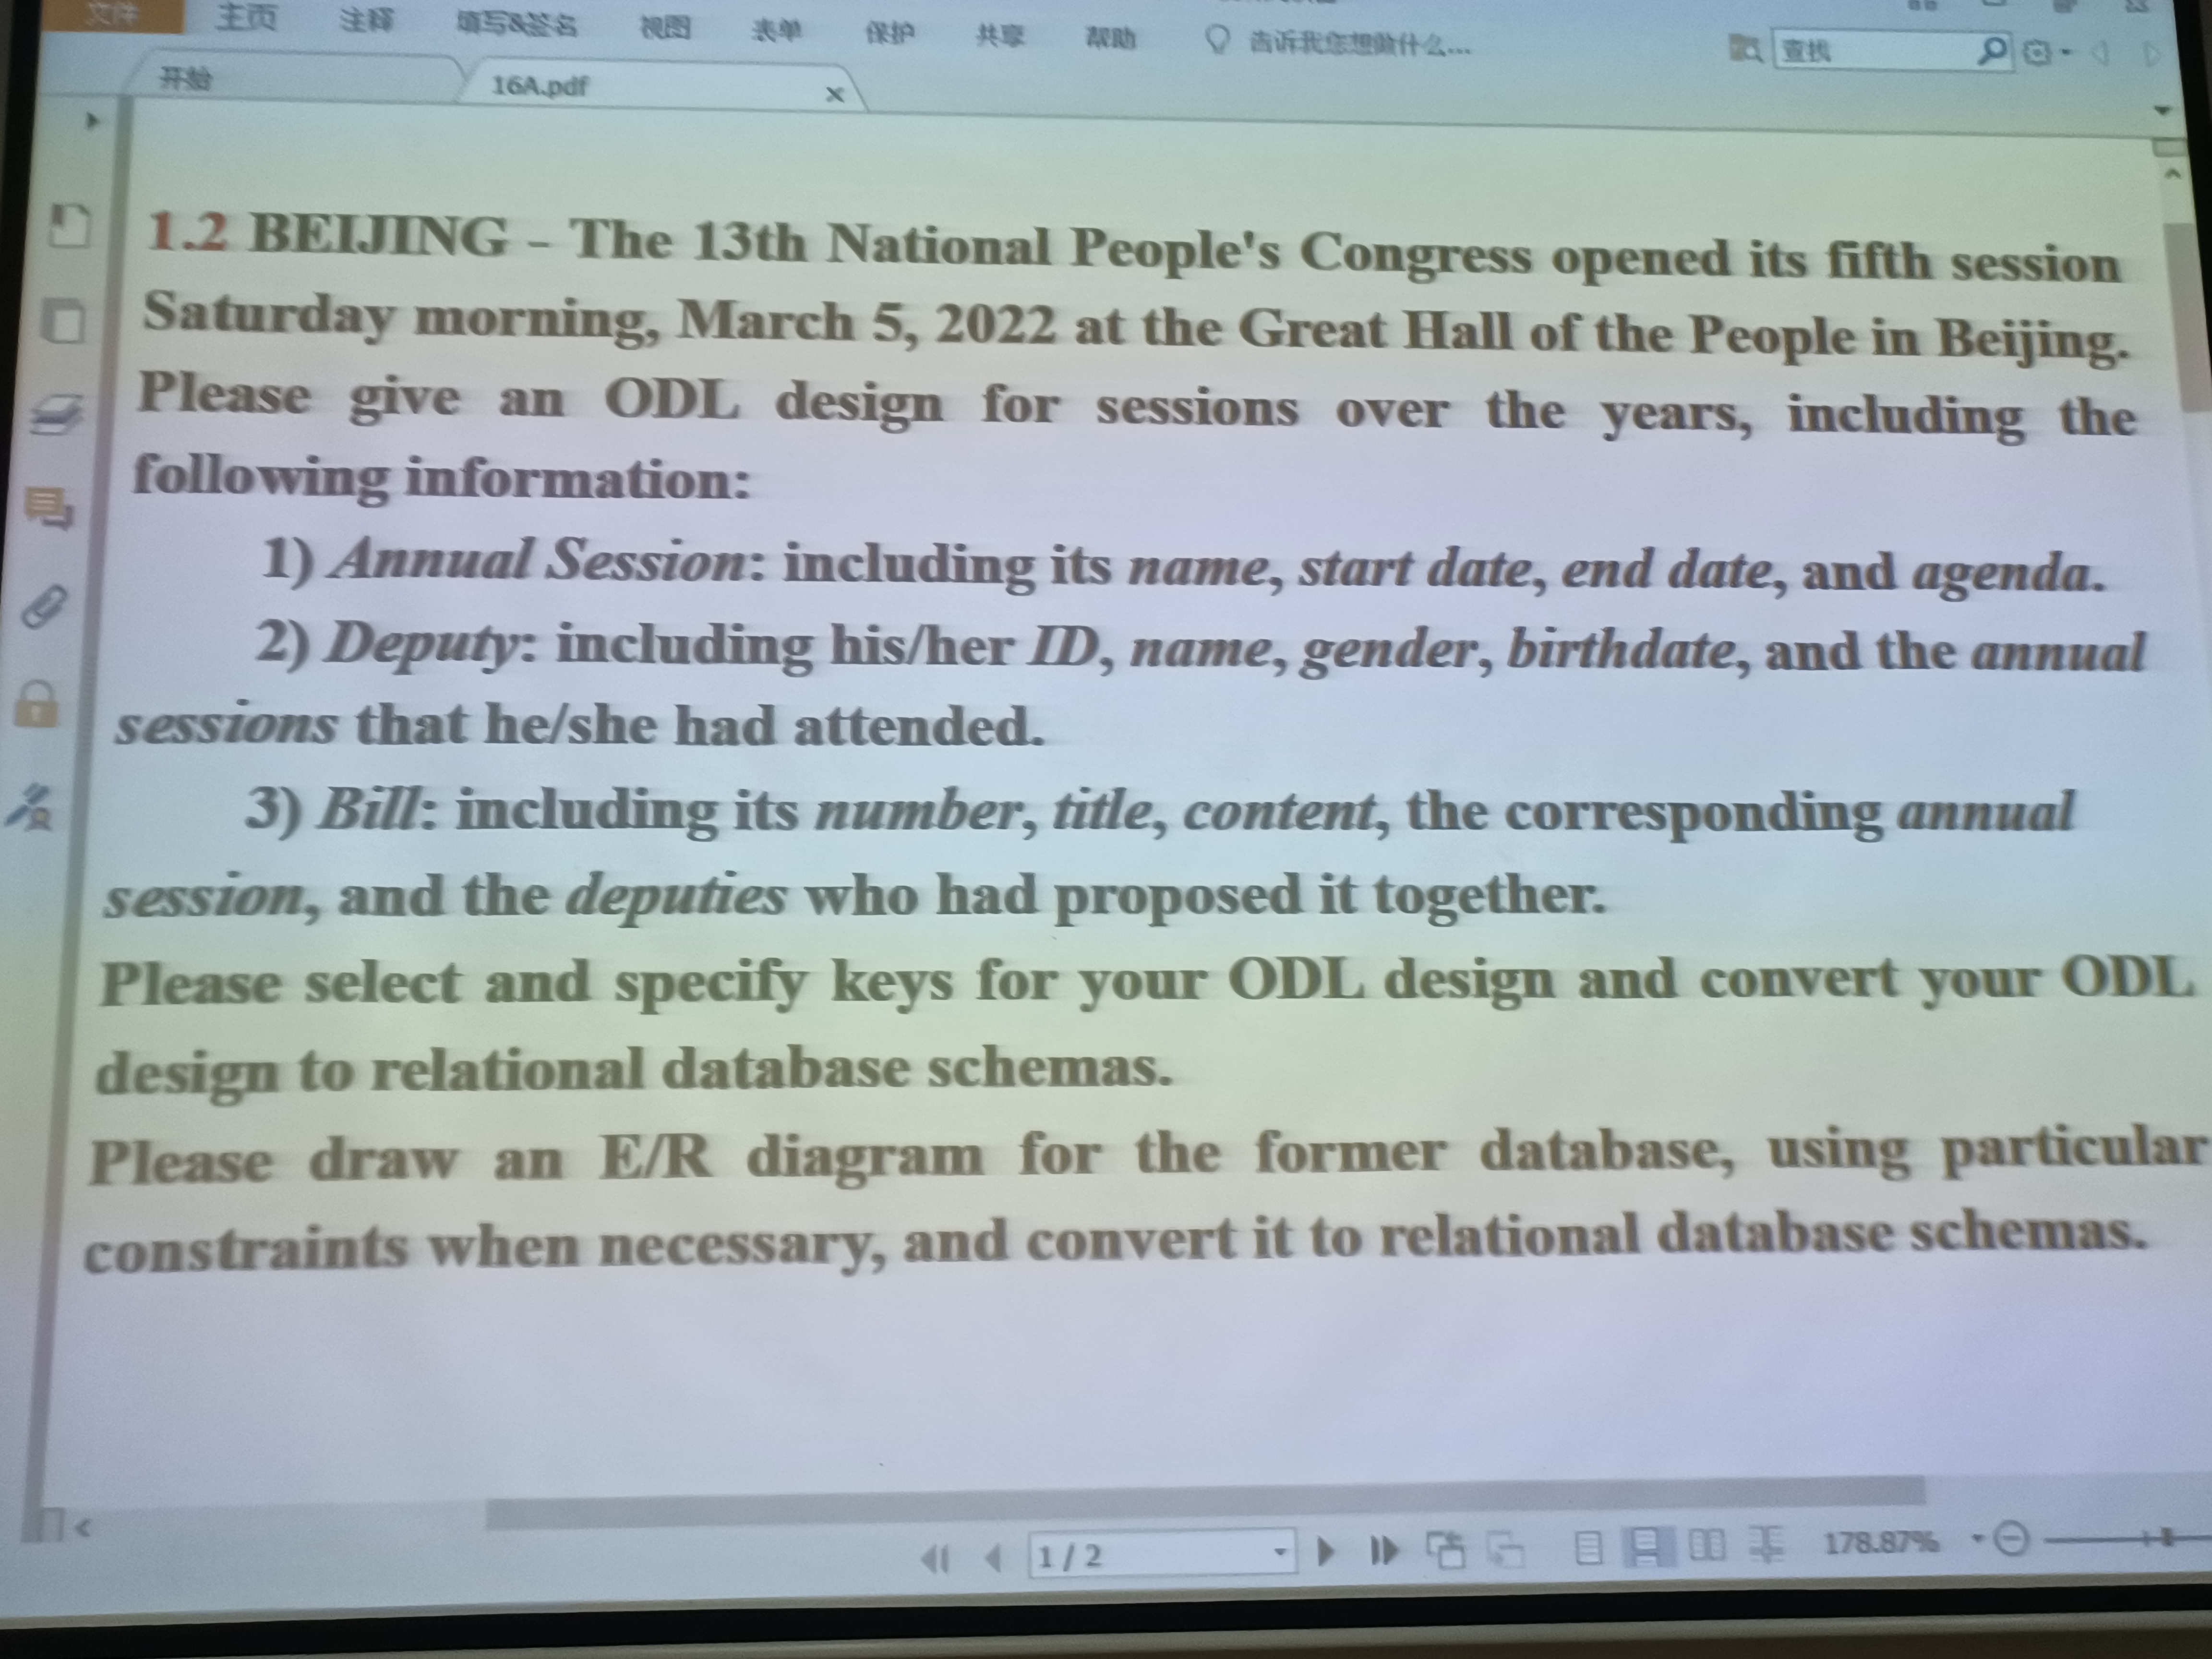 文件 主页 注释 填写&签名 视图 表单 保护 共享 帮助 告诉我您想做什么... 查找
开始 16A.pdf
1.2 BEIJING - The 13th National People's Congress opened its fifth session
Saturday morning, March 5, 2022 at the Great Hall of the People in Beijing.
Please give an ODL design for sessions over the years, including the
following information:
1) Annual Session: including its name, start date, end date, and agenda.
2) Deputy: including his/her ID, name, gender, birthdate, and the annual
sessions that he/she had attended.
3) Bill: including its number, title, content, the corresponding annual
session, and the deputies who had proposed it together.
Please select and specify keys for your ODL design and convert your ODL
design to relational database schemas.
Please draw an E/R diagram for the former database, using particular
constraints when necessary, and convert it to relational database schemas.
1 / 2 178.87%